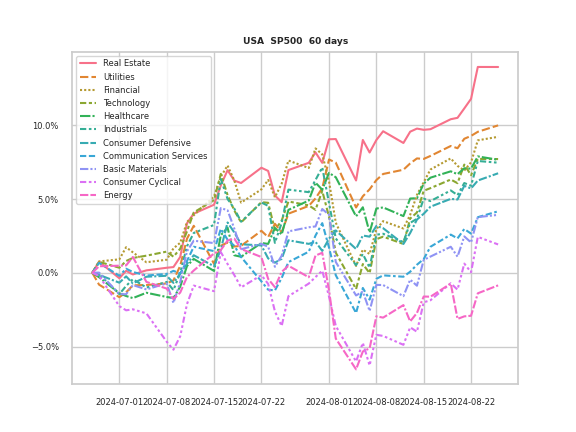 USA  SP500  60 days
Real Estate
Utilities
Financial
Technology
Healthcare
Industrials
Consumer Defensive
Communication Services
Basic Materials
Consumer Cyclical
Energy
10.0%
5.0%
0.0%
−5.0%
2024-07-01 2024-07-08 2024-07-15 2024-07-22 2024-08-01 2024-08-08 2024-08-15 2024-08-22